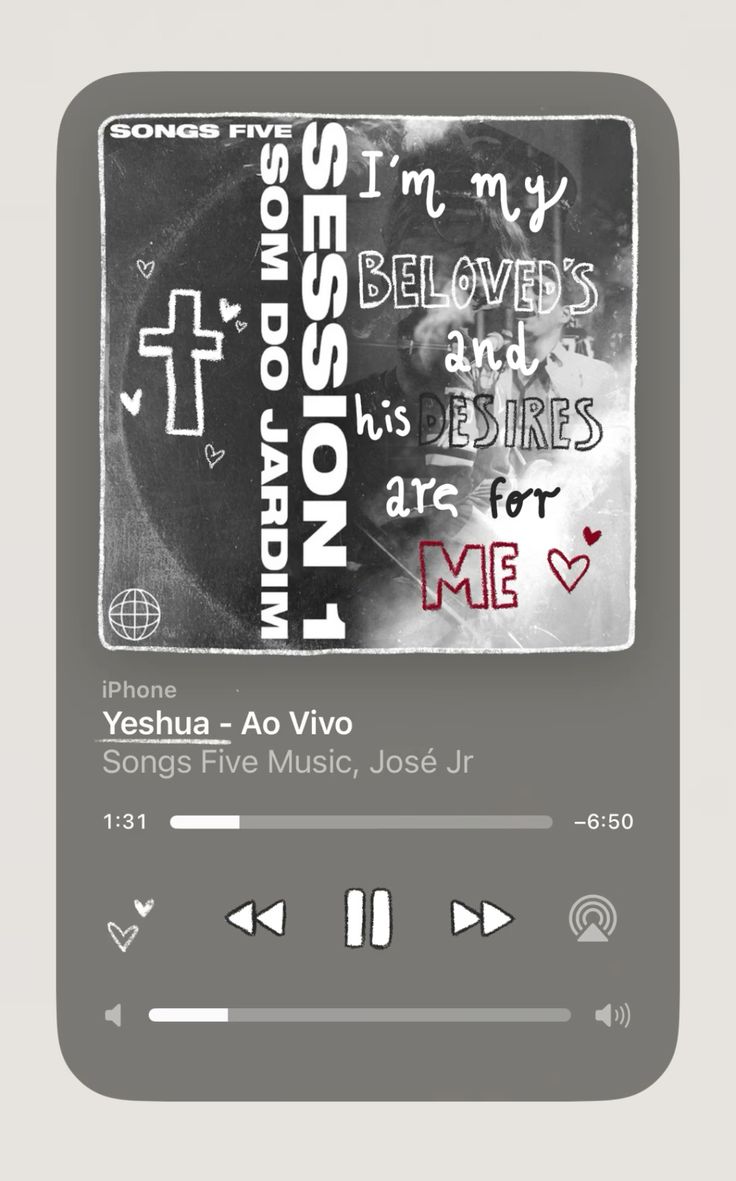 SONGS FIVE
SOM DO JARDIM
SESSION 1
I'm my
BELOVED'S
and
his DESIRES
are for
ME
iPhone
Yeshua - Ao Vivo
Songs Five Music, José Jr
1:31
−6:50